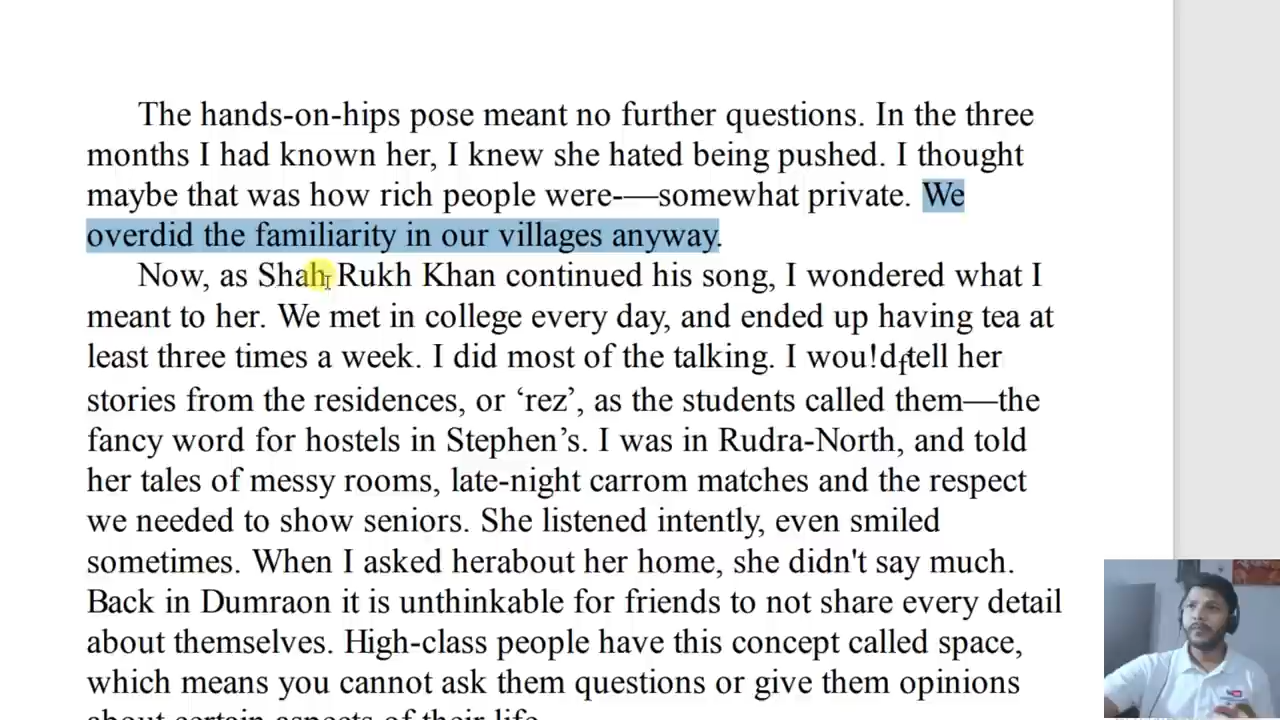 The hands-on-hips pose meant no further questions. In the three
months I had known her, I knew she hated being pushed. I thought
maybe that was how rich people were-—somewhat private. We
overdid the familiarity in our villages anyway.
Now, as Shah Rukh Khan continued his song, I wondered what I
meant to her. We met in college every day, and ended up having tea at
least three times a week. I did most of the talking. I wou!dftell her
stories from the residences, or ‘rez’, as the students called them—the
fancy word for hostels in Stephen’s. I was in Rudra-North, and told
her tales of messy rooms, late-night carrom matches and the respect
we needed to show seniors. She listened intently, even smiled
sometimes. When I asked herabout her home, she didn't say much.
Back in Dumraon it is unthinkable for friends to not share every detail
about themselves. High-class people have this concept called space,
which means you cannot ask them questions or give them opinions
about certain aspects of their life.